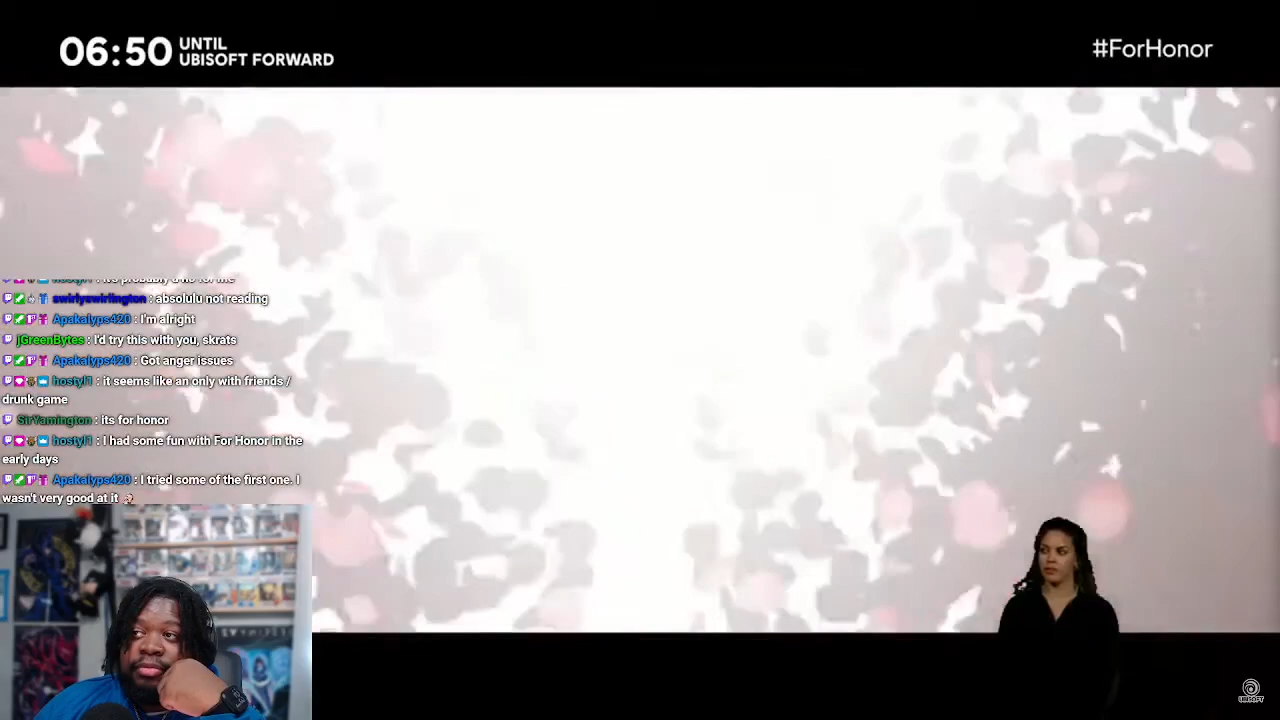 06:50 UNTIL
UBISOFT FORWARD
#ForHonor
swirlyswirlington : absolulu not reading
Apakalyps420 : I'm alright
jGreenBytes : I'd try this with you, skrats
Apakalyps420 : Got anger issues
hostyl1 : it seems like an only with friends /
drunk game
SirYamington : its for honor
hostyl1 : I had some fun with For Honor in the
early days
Apakalyps420 : I tried some of the first one. I
wasn't very good at it
UBISOFT